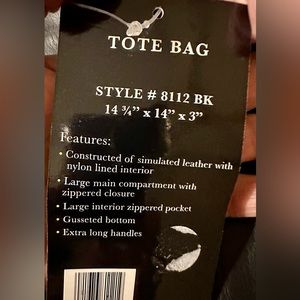 TOTE BAG
STYLE # 8112 BK
14 ¾” x 14” x 3”
Features:
• Constructed of simulated leather with
nylon lined interior
• Large main compartment with
zippered closure
• Large interior zippered pocket
• Gusseted bottom
• Extra long handles